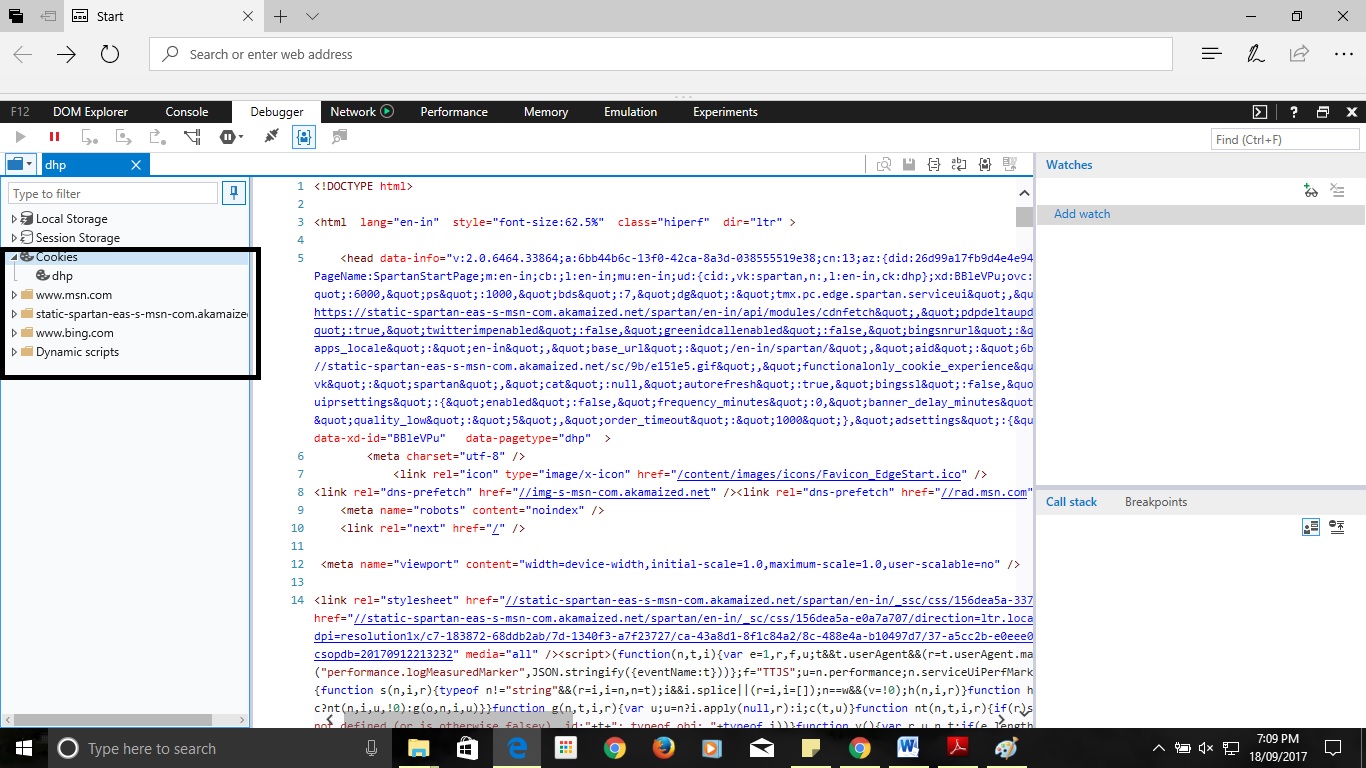 Start
Search or enter web address
F12 DOM Explorer Console Debugger Network Performance Memory Emulation Experiments ?
Find (Ctrl+F)
dhp
Watches
Type to filter
Add watch
Local Storage
Session Storage
Cookies
dhp
www.msn.com
static-spartan-eas-s-msn-com.akamaize
www.bing.com
Dynamic scripts
1 <!DOCTYPE html>
2
3 <html lang="en-in" style="font-size:62.5%" class="hiperf" dir="ltr" >
4
5 <head data-info="v:2.0.6464.33864;a:6bb44b6c-13f0-42ca-8a3d-038555519e38;cn:13;az:{did:26d99a17fb9d4e4e94
PageName:SpartanStartPage;m:en-in;cb:;l:en-in;mu:en-in;ud:{cid:,vk:spartan,n:,l:en-in,ck:dhp};xd:BBleVPu;ovc:
quot;:6000,&quot;ps&quot;:1000,&quot;bds&quot;:7,&quot;dg&quot;:&quot;tmx.pc.edge.spartan.serviceui&quot;,&qu
https://static-spartan-eas-s-msn-com.akamaized.net/spartan/en-in/api/modules/cdnfetch&quot;,&quot;pdpdeltaupd
quot;:true,&quot;twitterimpenabled&quot;:false,&quot;greenidcallenabled&quot;:false,&quot;bingsnrurl&quot;:&q
apps_locale&quot;:&quot;en-in&quot;,&quot;base_url&quot;:&quot;/en-in/spartan/&quot;,&quot;aid&quot;:&quot;6b
//static-spartan-eas-s-msn-com.akamaized.net/sc/9b/e151e5.gif&quot;,&quot;functionalonly_cookie_experience&qu
vk&quot;:&quot;spartan&quot;,&quot;cat&quot;:null,&quot;autorefresh&quot;:true,&quot;bingssl&quot;:false,&quo
uiprsettings&quot;:{&quot;enabled&quot;:false,&quot;frequency_minutes&quot;:0,&quot;banner_delay_minutes&quot
&quot;quality_low&quot;:&quot;5&quot;,&quot;order_timeout&quot;:&quot;1000&quot;},&quot;adsettings&quot;:{&qu
data-xd-id="BBleVPu" data-pagetype="dhp" >
6 <meta charset="utf-8" />
7 <link rel="icon" type="image/x-icon" href="/content/images/icons/Favicon_EdgeStart.ico" />
8 <link rel="dns-prefetch" href="//img-s-msn-com.akamaized.net" /><link rel="dns-prefetch" href="//rad.msn.com"
9 <meta name="robots" content="noindex" />
10 <link rel="next" href="/" />
11
12 <meta name="viewport" content="width=device-width,initial-scale=1.0,maximum-scale=1.0,user-scalable=no" />
13
14 <link rel="stylesheet" href="//static-spartan-eas-s-msn-com.akamaized.net/spartan/en-in/_ssc/css/156dea5a-337
href="//static-spartan-eas-s-msn-com.akamaized.net/spartan/en-in/_sc/css/156dea5a-e0a7a707/direction=ltr.loca
dpi=resolution1x/c7-183872-68ddb2ab/7d-1340f3-a7f23727/ca-43a8d1-8f1c84a2/8c-488e4a-b10497d7/37-a5cc2b-e0eee0
csopdb=20170912213232" media="all" /><script>(function(n,t,i){var e=1,r,f,u;t&&t.userAgent&&(r=t.userAgent.ma
("performance.logMeasuredMarker",JSON.stringify({eventName:t}))};f="TTJS";u=n.performance;n.serviceUiPerfMark
{function s(n,i,r){typeof n!="string"&&(r=i,i=n,n=t);i&&i.splice||(r=i,i=[]);n==w&&(v=!0);h(n,i,r)}function h
c?nt(n,i,u,!0):g(o,n,i,u)}}function g(n,t,i,r){var u;u=n?i.apply(null,r):i;c(t,u)}function nt(n,t,i,r){if(r)s
not defined (or is otherwise falsey), id:"+t+"; typeof obj: "+typeof i))}function y(){var r,u,n,t;if(e.length
Call stack Breakpoints
Type here to search
7:09 PM
18/09/2017